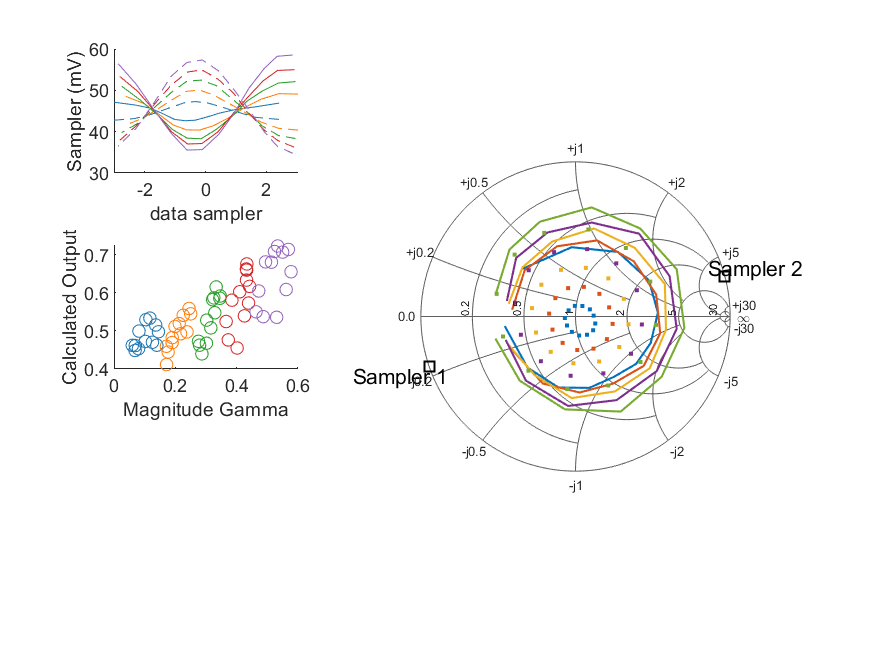 60
50
40
30
Sampler (mV)
-2
0
2
data sampler
0.7
0.6
0.5
0.4
Calculated Output
0
0.2
0.4
0.6
Magnitude Gamma
+j1
+j0.5
+j2
+j0.2
+j5
Sampler 2
+j30
0.0
0.2
0.5
1
2
5
30
∞
-j30
Sampler 1
-j0.2
-j5
-j0.5
-j2
-j1